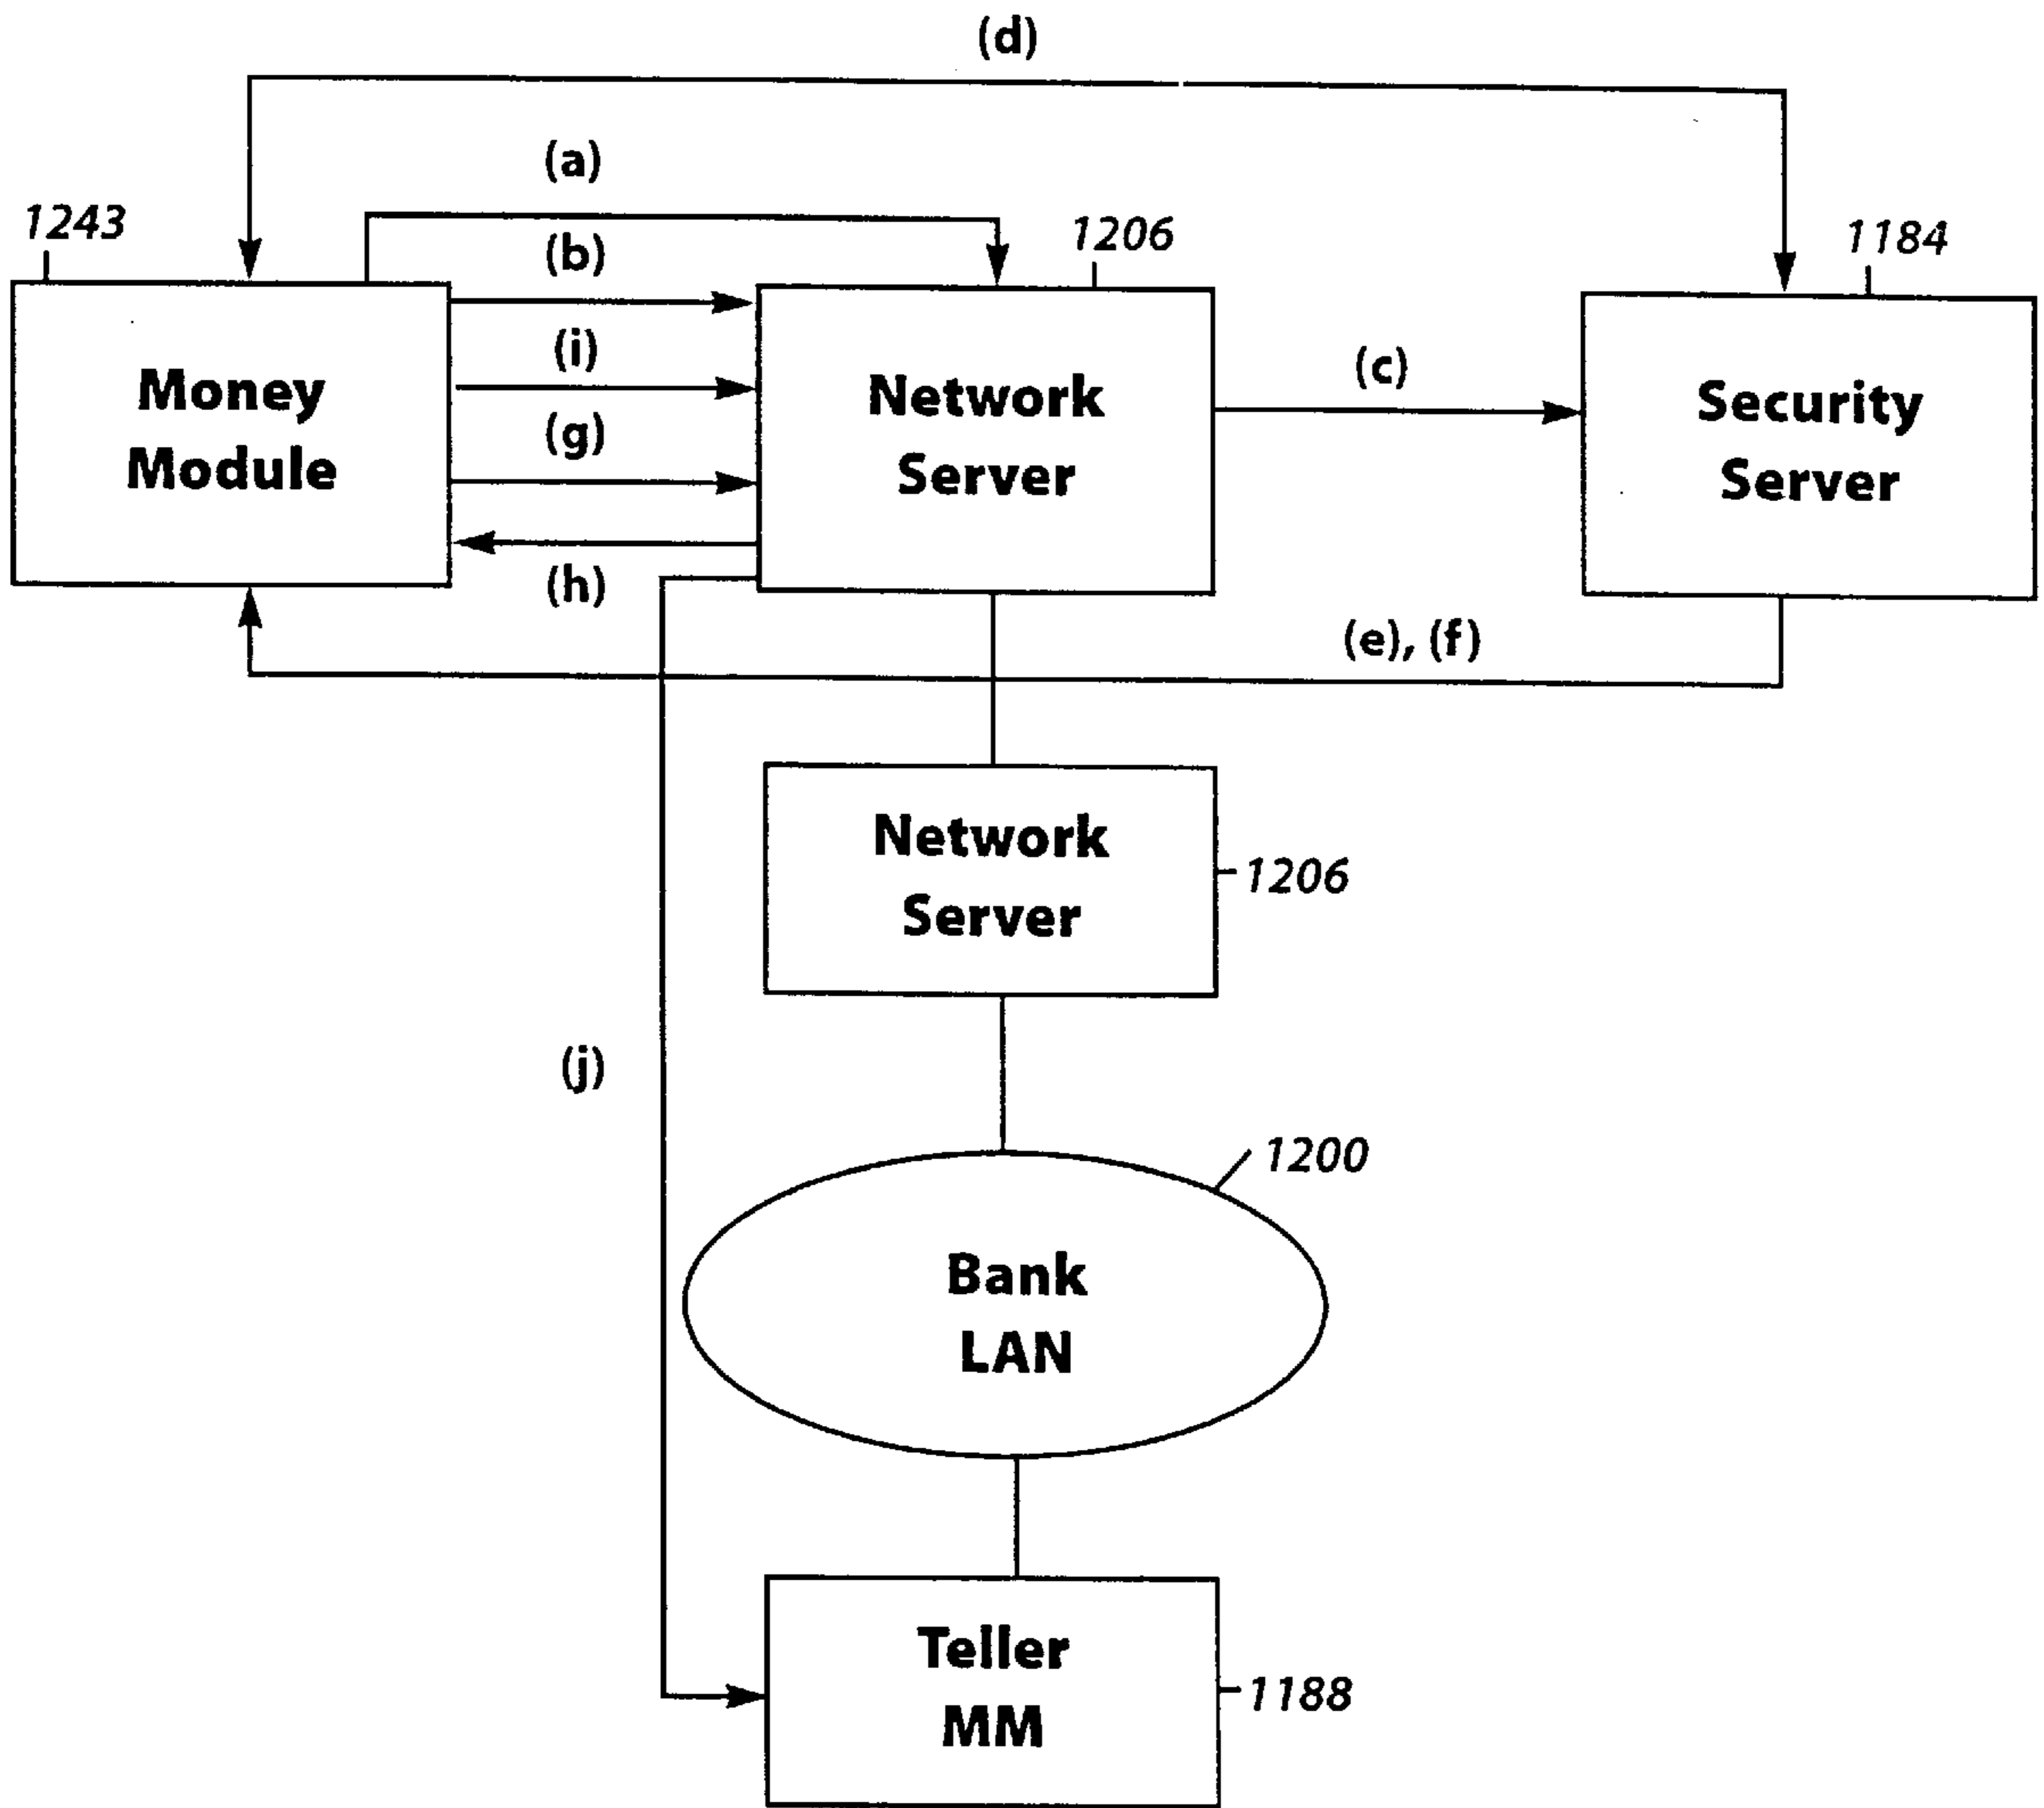 (d)
(a)
1243
(b)
1206
1184
Money
Module
(i)
(g)
(h)
Network
Server
(c)
Security
Server
(e), (f)
Network
Server
1206
(j)
1200
Bank
LAN
Teller
MM
1188